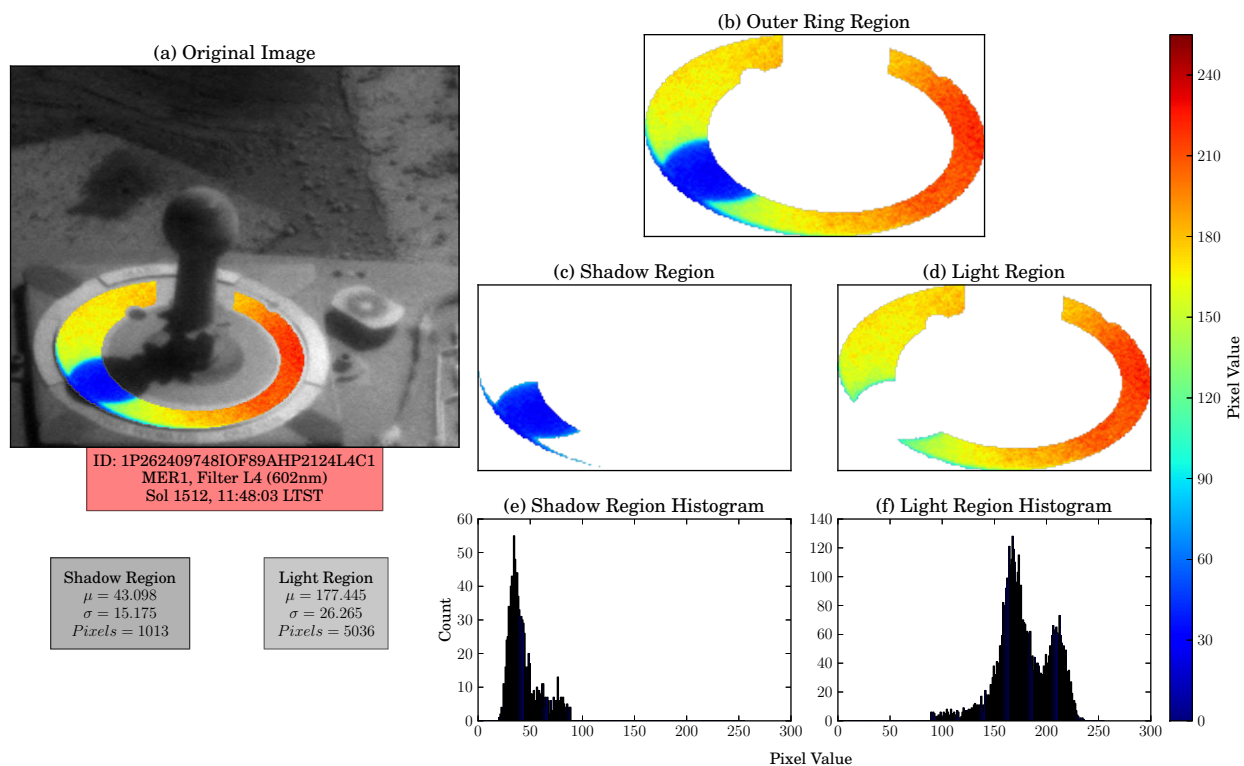 (a) Original Image
ID: 1P262409748IOF89AHP2124L4C1
MER1, Filter L4 (602nm)
Sol 1512, 11:48:03 LTST
Shadow Region
μ = 43.098
σ = 15.175
Pixels = 1013
Light Region
μ = 177.445
σ = 26.265
Pixels = 5036
(b) Outer Ring Region
(c) Shadow Region
(d) Light Region
(e) Shadow Region Histogram
60
50
40
30
20
10
0
Count
0 50 100 150 200 250 300
(f) Light Region Histogram
140
120
100
80
60
40
20
0
0 50 100 150 200 250 300
Pixel Value
240
210
180
150
120
90
60
30
0
Pixel Value